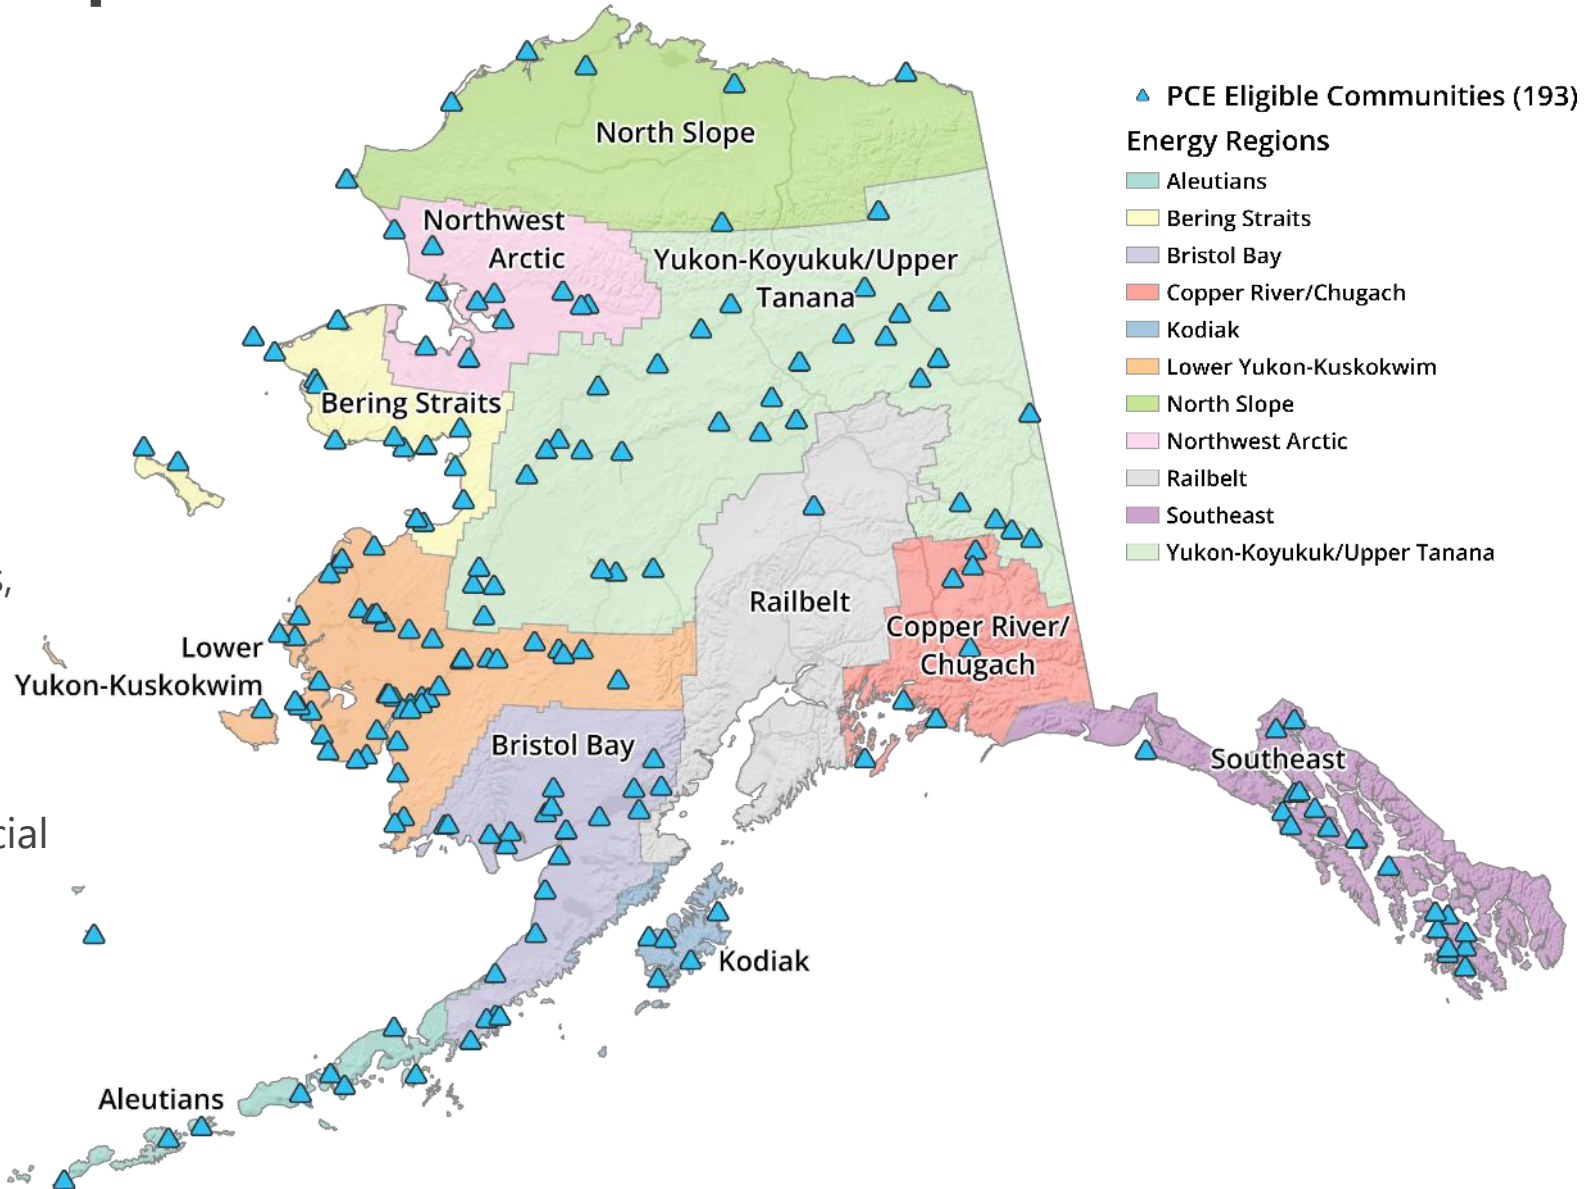 PCE Eligible Communities (193)
Energy Regions
Aleutians
Bering Straits
Bristol Bay
Copper River/Chugach
Kodiak
Lower Yukon-Kuskokwim
North Slope
Northwest Arctic
Railbelt
Southeast
Yukon-Koyukuk/Upper Tanana
North Slope
Northwest
Arctic
Yukon-Koyukuk/Upper
Tanana
Bering Straits
Railbelt
Copper River/
Chugach
Lower
Yukon-Kuskokwim
Bristol Bay
Southeast
cial
Kodiak
Aleutians